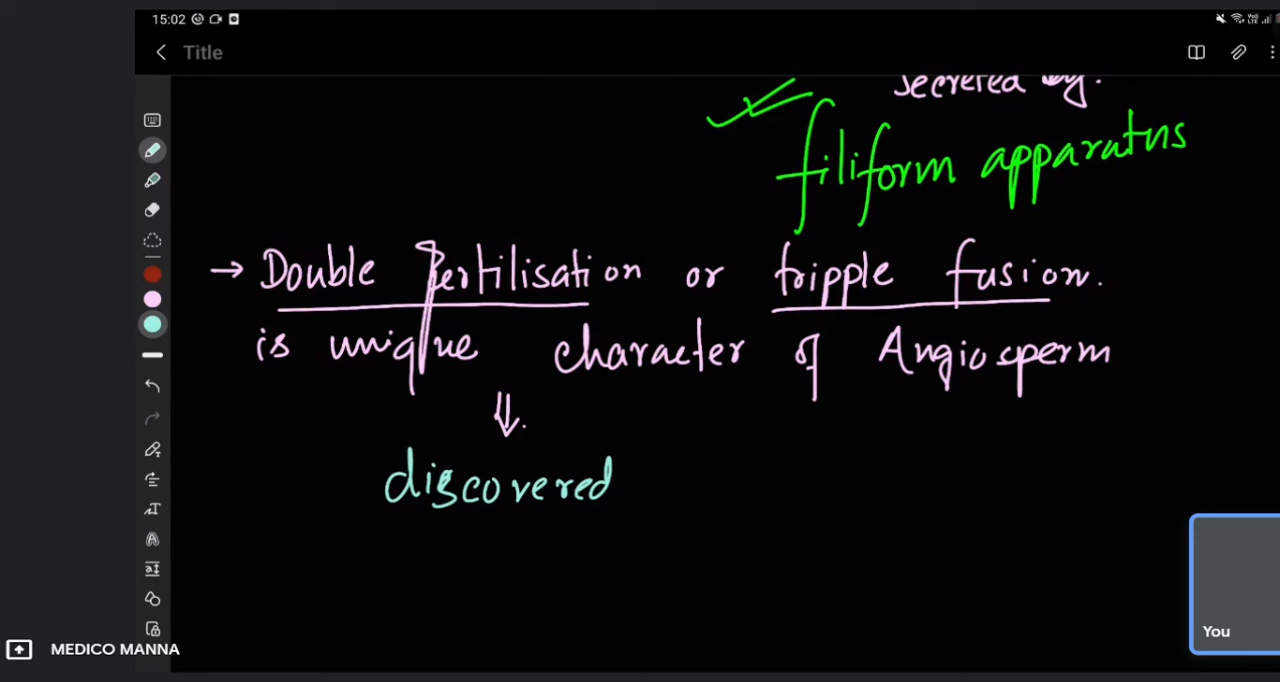 15:02
Title
secreted by.
filiform apparatus
→ Double fertilisation or tripple fusion.
is unique character of Angiosperm
⇓
discovered
You
MEDICO MANNA